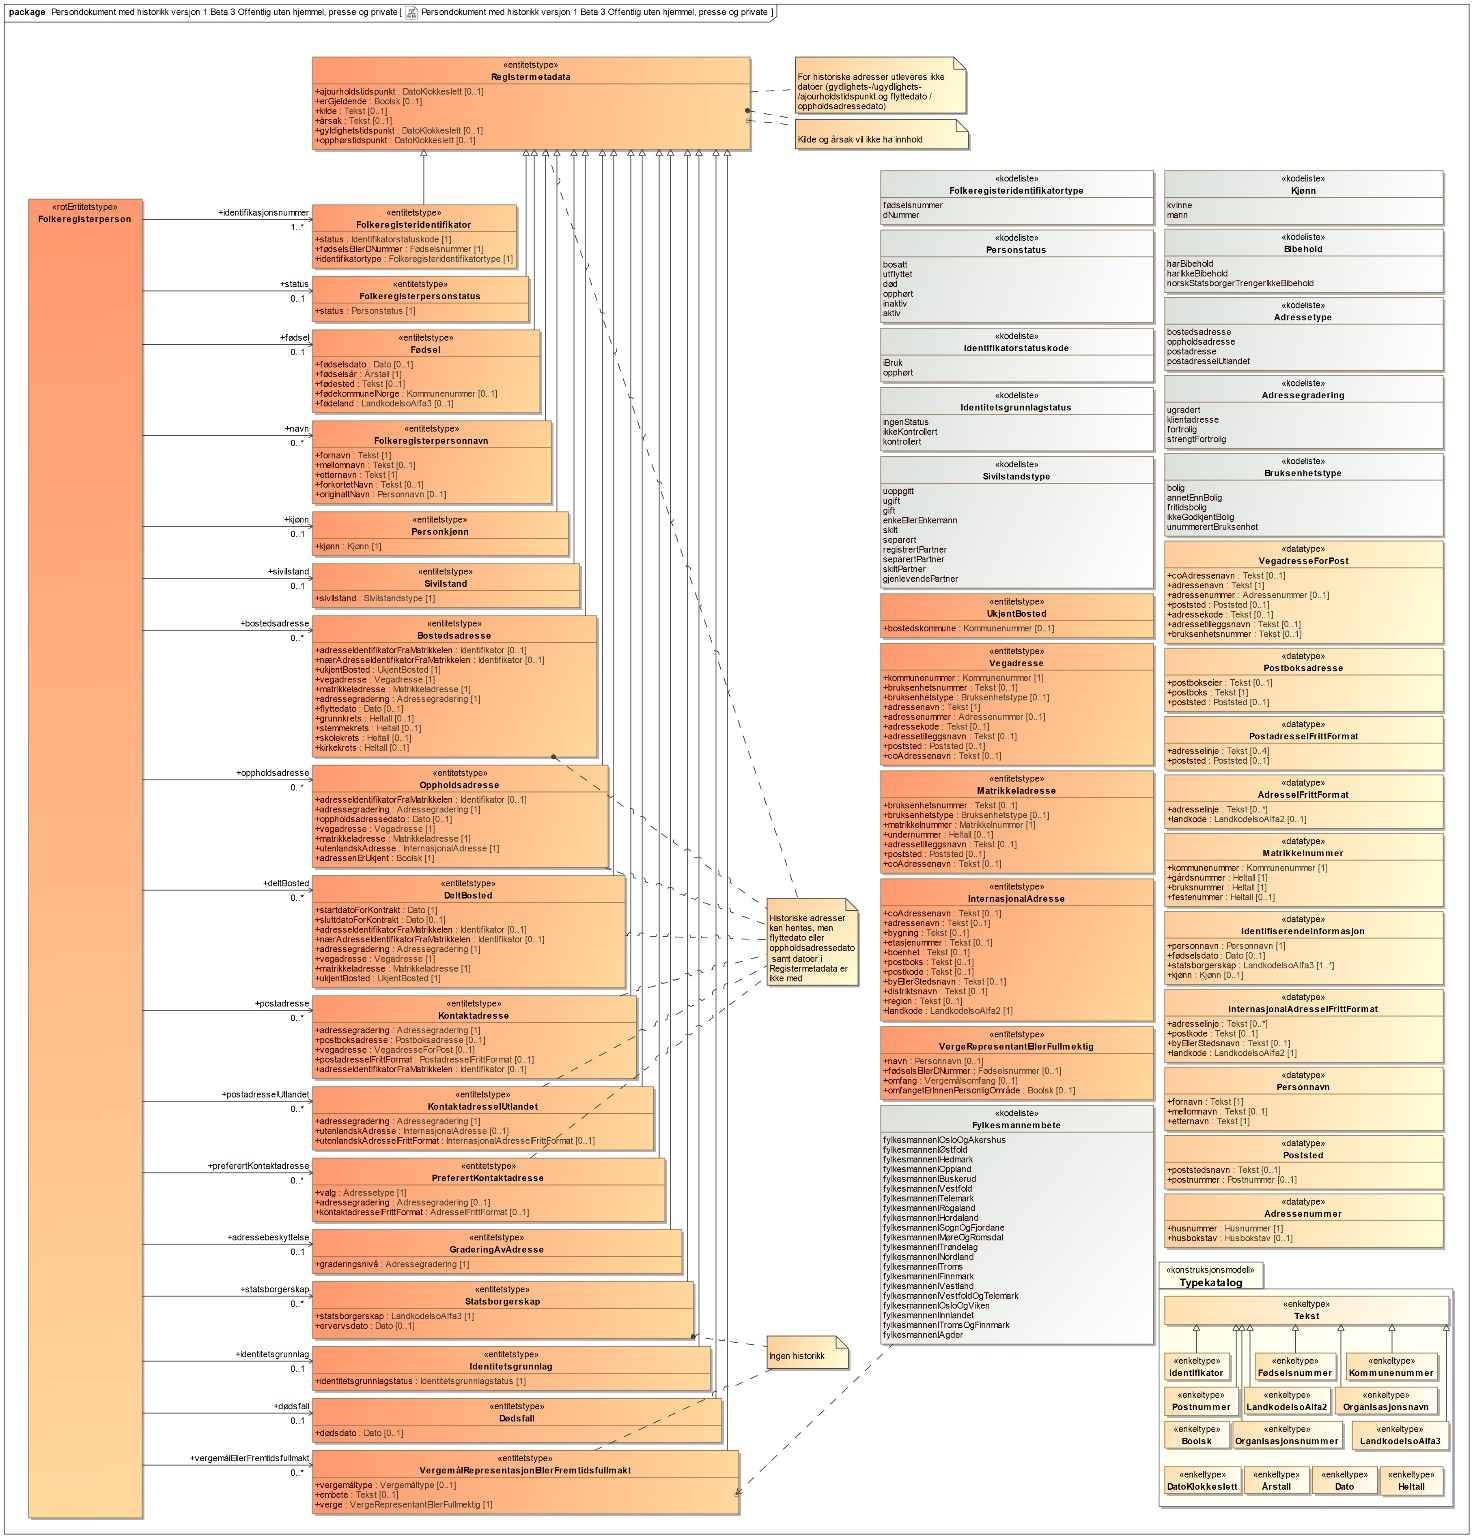 package Persondokument med historikk versjon 1 Beta 3 Offentlig uten hjemmel, presse og private [ Persondokument med historikk versjon 1 Beta 3 Offentlig uten hjemmel, presse og private ]
«entitetstype»
Registermetadata
+ajourholdstidspunkt : DatoKlokkeslett [0..1]
+erGjeldende : Boolsk [0..1]
+kilde : Tekst [0..1]
+årsak : Tekst [0..1]
+gyldighetstidspunkt : DatoKlokkeslett [0..1]
+opphørstidspunkt : DatoKlokkeslett [0..1]
For historiske adresser utleveres ikke
datoer (gydlighets-/ugydlighets-
/ajourholdstidspunkt og flyttedato /
oppholdsadressedato)
Kilde og årsak vil ikke ha innhold
«rotEntitetstype»
Folkeregisterperson
+identifikasjonsnummer
1..*
«entitetstype»
Folkeregisteridentifikator
+status : Identifikatorstatuskode [1]
+fødselsEllerDNummer : Fødselsnummer [1]
+identifikatortype : Folkeregisteridentifikatortype [1]
+status
0..1
«entitetstype»
Folkeregisterpersonstatus
+status : Personstatus [1]
+fødsel
0..1
«entitetstype»
Fødsel
+fødselsdato : Dato [0..1]
+fødselsår : Årstall [1]
+fødested : Tekst [0..1]
+fødekommuneINorge : Kommunenummer [0..1]
+fødeland : LandkodeIsoAlfa3 [0..1]
+navn
0..*
«entitetstype»
Folkeregisterpersonnavn
+fornavn : Tekst [1]
+mellomnavn : Tekst [0..1]
+etternavn : Tekst [1]
+forkortetNavn : Tekst [0..1]
+originaltNavn : Personnavn [0..1]
+kjønn
0..1
«entitetstype»
Personkjønn
+kjønn : Kjønn [1]
+sivilstand
0..1
«entitetstype»
Sivilstand
+sivilstand : Sivilstandstype [1]
+bostedsadresse
0..*
«entitetstype»
Bostedsadresse
+adresseIdentifikatorFraMatrikkelen : Identifikator [0..1]
+nærAdresseIdentifikatorFraMatrikkelen : Identifikator [0..1]
+ukjentBosted : UkjentBosted [1]
+vegadresse : Vegadresse [1]
+matrikkeladresse : Matrikkeladresse [1]
+adressegradering : Adressegradering [1]
+flyttedato : Dato [0..1]
+grunnkrets : Heltall [0..1]
+stemmekrets : Heltall [0..1]
+skolekrets : Heltall [0..1]
+kirkekrets : Heltall [0..1]
+oppholdsadresse
0..*
«entitetstype»
Oppholdsadresse
+adresseIdentifikatorFraMatrikkelen : Identifikator [0..1]
+adressegradering : Adressegradering [1]
+oppholdsadressedato : Dato [0..1]
+vegadresse : Vegadresse [1]
+matrikkeladresse : Matrikkeladresse [1]
+utenlandskAdresse : InternasjonalAdresse [1]
+adressenErUkjent : Boolsk [1]
+deltBosted
0..*
«entitetstype»
DeltBosted
+startdatoForKontrakt : Dato [1]
+sluttdatoForKontrakt : Dato [0..1]
+adresseIdentifikatorFraMatrikkelen : Identifikator [0..1]
+nærAdresseIdentifikatorFraMatrikkelen : Identifikator [0..1]
+adressegradering : Adressegradering [1]
+vegadresse : Vegadresse [1]
+matrikkeladresse : Matrikkeladresse [1]
+ukjentBosted : UkjentBosted [1]
Historiske adresser
kan hentes, men
flyttedato eller
oppholdsadressedato
samt datoer i
Registermetadata er
ikke med
+postadresse
0..*
«entitetstype»
Kontaktadresse
+adressegradering : Adressegradering [1]
+postboksadresse : Postboksadresse [0..1]
+vegadresse : VegadresseForPost [0..1]
+postadresseIFrittFormat : PostadresseIFrittFormat [0..1]
+adresseIdentifikatorFraMatrikkelen : Identifikator [0..1]
+postadresseIUtlandet
0..*
«entitetstype»
KontaktadresseIUtlandet
+adressegradering : Adressegradering [1]
+utenlandskAdresse : InternasjonalAdresse [0..1]
+utenlandskAdresseIFrittFormat : InternasjonalAdresseIFrittFormat [0..1]
+preferertKontaktadresse
0..*
«entitetstype»
PreferertKontaktadresse
+valg : Adressetype [1]
+adressegradering : Adressegradering [0..1]
+kontaktadresseIFrittFormat : AdresseIFrittFormat [0..1]
+adressebeskyttelse
0..1
«entitetstype»
GraderingAvAdresse
+graderingsnivå : Adressegradering [1]
+statsborgerskap
0..*
«entitetstype»
Statsborgerskap
+statsborgerskap : LandkodeIsoAlfa3 [1]
+ervervsdato : Dato [0..1]
Ingen historikk
+identitetsgrunnlag
0..1
«entitetstype»
Identitetsgrunnlag
+identitetsgrunnlagstatus : Identitetsgrunnlagstatus [1]
+dødsfall
0..1
«entitetstype»
Dødsfall
+dødsdato : Dato [0..1]
+vergemålEllerFremtidsfullmakt
0..*
«entitetstype»
VergemålRepresentasjonEllerFremtidsfullmakt
+vergemåltype : Vergemåltype [0..1]
+embete : Tekst [0..1]
+verge : VergeRepresentantEllerFullmektig [1]
«kodeliste»
Folkeregisteridentifikatortype
fødselsnummer
dNummer
«kodeliste»
Personstatus
bosatt
utflyttet
død
opphørt
inaktiv
aktiv
«kodeliste»
Identifikatorstatuskode
iBruk
opphørt
«kodeliste»
Identitetsgrunnlagstatus
ingenStatus
ikkeKontrollert
kontrollert
«kodeliste»
Sivilstandstype
uoppgitt
ugift
gift
enkeEllerEnkemann
skilt
separert
registrertPartner
separertPartner
skiltPartner
gjenlevendePartner
«entitetstype»
UkjentBosted
+bostedskommune : Kommunenummer [0..1]
«entitetstype»
Vegadresse
+kommunenummer : Kommunenummer [1]
+bruksenhetsnummer : Tekst [0..1]
+bruksenhetstype : Bruksenhetstype [0..1]
+adressenavn : Tekst [1]
+adressenummer : Adressenummer [0..1]
+adressekode : Tekst [0..1]
+adressetilleggsnavn : Tekst [0..1]
+poststed : Poststed [0..1]
+coAdressenavn : Tekst [0..1]
«entitetstype»
Matrikkeladresse
+bruksenhetsnummer : Tekst [0..1]
+bruksenhetstype : Bruksenhetstype [0..1]
+matrikkelnummer : Matrikkelnummer [1]
+undernummer : Heltall [0..1]
+adressetilleggsnavn : Tekst [0..1]
+poststed : Poststed [0..1]
+coAdressenavn : Tekst [0..1]
«entitetstype»
InternasjonalAdresse
+coAdressenavn : Tekst [0..1]
+adressenavn : Tekst [0..1]
+bygning : Tekst [0..1]
+etasjenummer : Tekst [0..1]
+boenhet : Tekst [0..1]
+postboks : Tekst [0..1]
+postkode : Tekst [0..1]
+byEllerStedsnavn : Tekst [0..1]
+distriktsnavn : Tekst [0..1]
+region : Tekst [0..1]
+landkode : LandkodeIsoAlfa2 [1]
«entitetstype»
VergeRepresentantEllerFullmektig
+navn : Personnavn [0..1]
+fødselsEllerDNummer : Fødselsnummer [0..1]
+omfang : Vergemålsomfang [0..1]
+omfangetErInnenPersonligOmråde : Boolsk [0..1]
«kodeliste»
Fylkesmannembete
fylkesmannenIOsloOgAkershus
fylkesmannenIØstfold
fylkesmannenIHedmark
fylkesmannenIOppland
fylkesmannenIBuskerud
fylkesmannenIVestfold
fylkesmannenITelemark
fylkesmannenIRogaland
fylkesmannenIHordaland
fylkesmannenISognOgFjordane
fylkesmannenIMøreOgRomsdal
fylkesmannenITrøndelag
fylkesmannenINordland
fylkesmannenITroms
fylkesmannenIFinnmark
fylkesmannenIVestland
fylkesmannenIVestfoldOgTelemark
fylkesmannenIOsloOgViken
fylkesmannenIInnlandet
fylkesmannenITromsOgFinnmark
fylkesmannenIAgder
«kodeliste»
Kjønn
kvinne
mann
«kodeliste»
Bibehold
harBibehold
harIkkeBibehold
norskStatsborgerTrengerIkkeBibehold
«kodeliste»
Adressetype
bostedsadresse
oppholdsadresse
postadresse
postadresseIUtlandet
«kodeliste»
Adressegradering
ugradert
klientadresse
fortrolig
strengtFortrolig
«kodeliste»
Bruksenhetstype
bolig
annetEnnBolig
fritidsbolig
ikkeGodkjentBolig
unummerertBruksenhet
«datatype»
VegadresseForPost
+coAdressenavn : Tekst [0..1]
+adressenavn : Tekst [1]
+adressenummer : Adressenummer [0..1]
+poststed : Poststed [0..1]
+adressekode : Tekst [0..1]
+adressetilleggsnavn : Tekst [0..1]
+bruksenhetsnummer : Tekst [0..1]
«datatype»
Postboksadresse
+postbokseier : Tekst [0..1]
+postboks : Tekst [1]
+poststed : Poststed [0..1]
«datatype»
PostadresseIFrittFormat
+adresselinje : Tekst [0..4]
+poststed : Poststed [0..1]
«datatype»
AdresseIFrittFormat
+adresselinje : Tekst [0..*]
+landkode : LandkodeIsoAlfa2 [0..1]
«datatype»
Matrikkelnummer
+kommunenummer : Kommunenummer [1]
+gårdsnummer : Heltall [1]
+bruksnummer : Heltall [1]
+festenummer : Heltall [0..1]
«datatype»
IdentifiserendeInformasjon
+personnavn : Personnavn [1]
+fødselsdato : Dato [0..1]
+statsborgerskap : LandkodeIsoAlfa3 [1..*]
+kjønn : Kjønn [0..1]
«datatype»
InternasjonalAdresseIFrittFormat
+adresselinje : Tekst [0..*]
+postkode : Tekst [0..1]
+byEllerStedsnavn : Tekst [0..1]
+landkode : LandkodeIsoAlfa2 [1]
«datatype»
Personnavn
+fornavn : Tekst [1]
+mellomnavn : Tekst [0..1]
+etternavn : Tekst [1]
«datatype»
Poststed
+poststedsnavn : Tekst [0..1]
+postnummer : Postnummer [0..1]
«datatype»
Adressenummer
+husnummer : Husnummer [1]
+husbokstav : Husbokstav [0..1]
«konstruksjonsmodell»
Typekatalog
«enkeltype»
Tekst
«enkeltype»
Identifikator
«enkeltype»
Fødselsnummer
«enkeltype»
Kommunenummer
«enkeltype»
Postnummer
«enkeltype»
LandkodeIsoAlfa2
«enkeltype»
Organisasjonsnavn
«enkeltype»
Boolsk
«enkeltype»
Organisasjonsnummer
«enkeltype»
LandkodeIsoAlfa3
«enkeltype»
DatoKlokkeslett
«enkeltype»
Årstall
«enkeltype»
Dato
«enkeltype»
Heltall